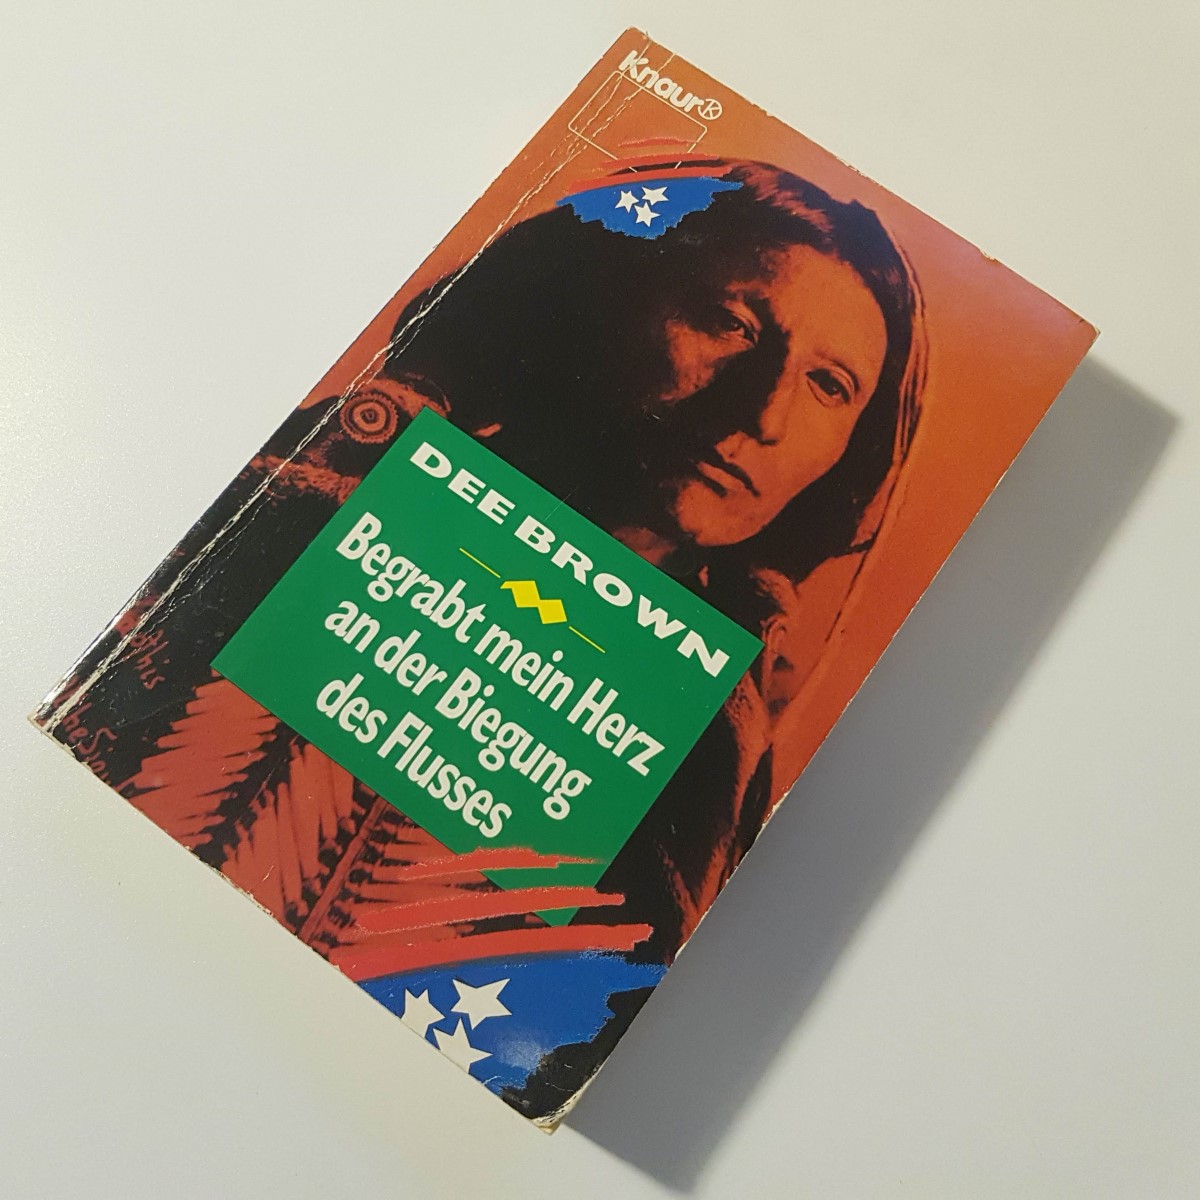 Knaur K
DEE BROWN
Begrabt mein Herz
an der Biegung
des Flusses